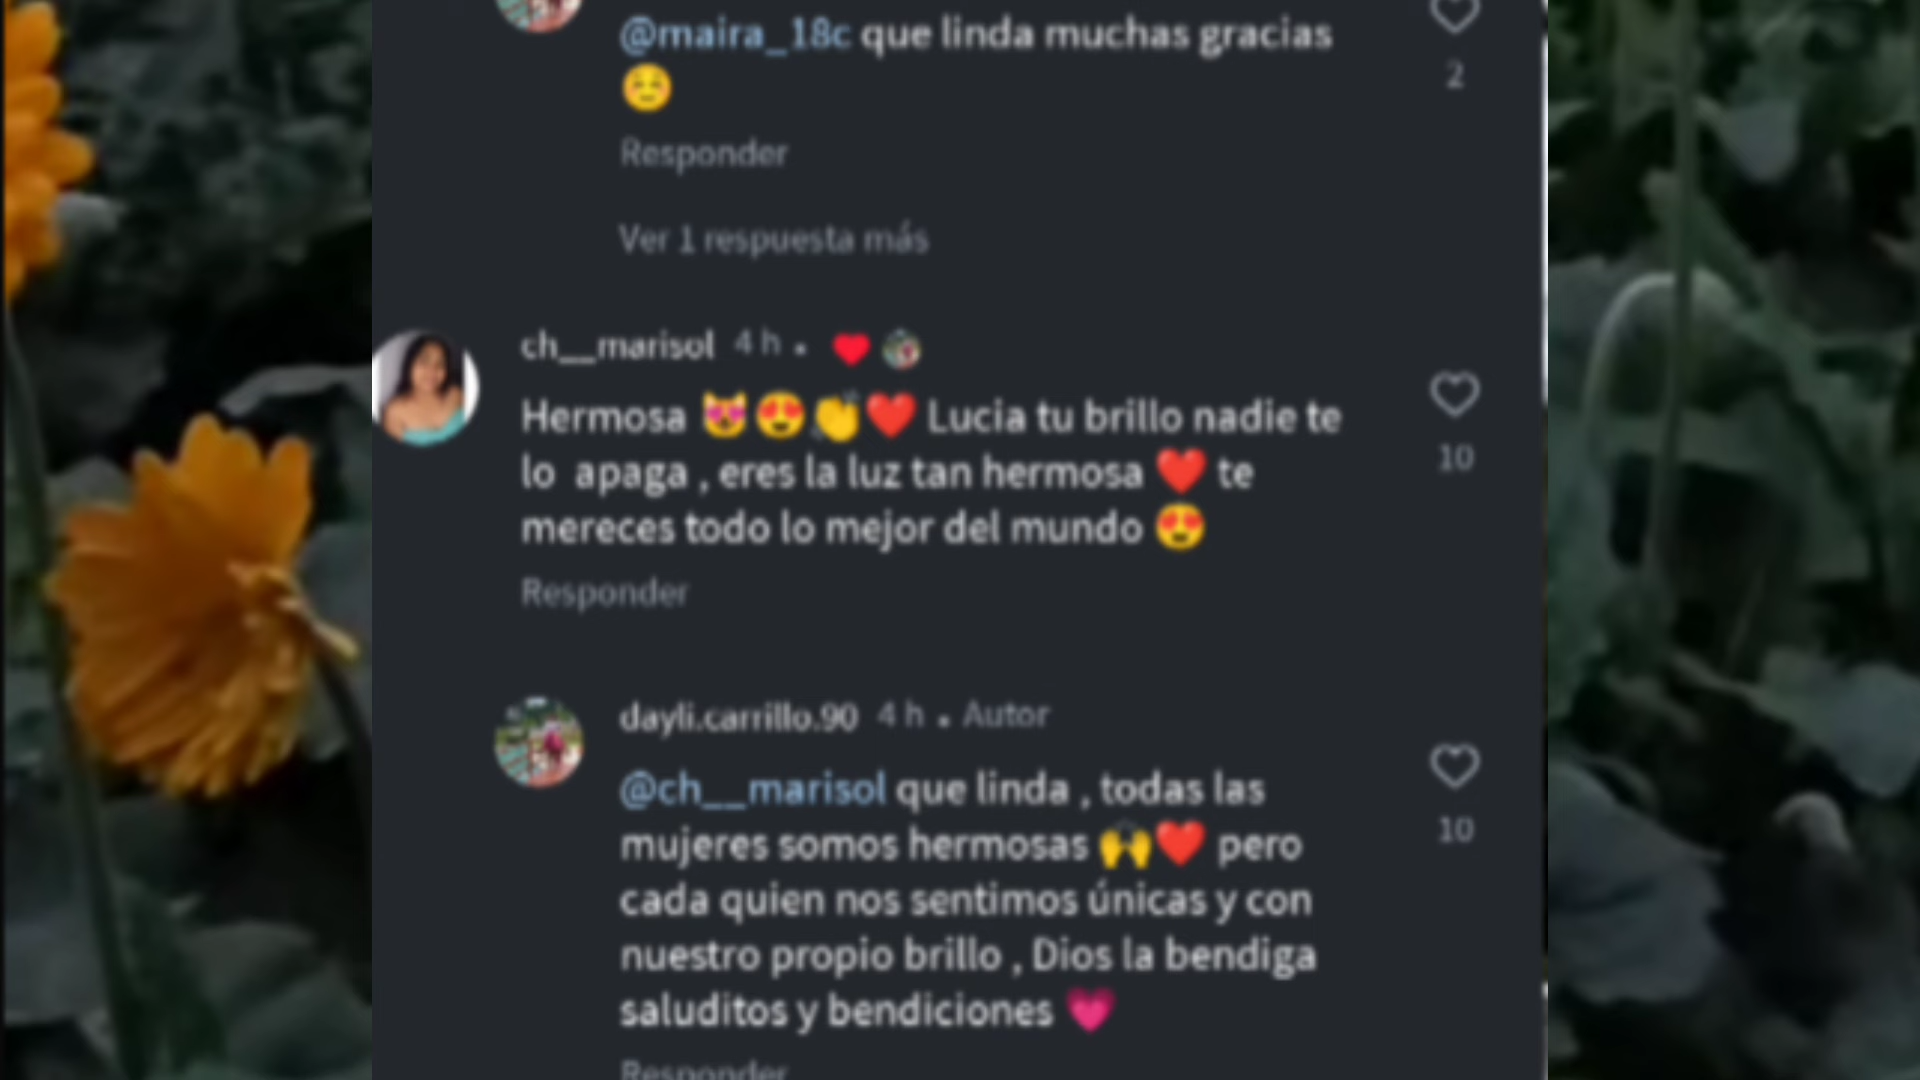 @maira_18c que linda muchas gracias
☺️
2
Responder
Ver 1 respuesta más
ch__marisol 4 h · ❤️
Hermosa 😻😍👏❤️ Lucia tu brillo nadie te
lo apaga , eres la luz tan hermosa ❤️ te
mereces todo lo mejor del mundo 😍
10
Responder
dayli.carrillo.90 4 h · Autor
@ch__marisol que linda , todas las
mujeres somos hermosas 🙌❤️ pero
cada quien nos sentimos únicas y con
nuestro propio brillo , Dios la bendiga
saluditos y bendiciones 💗
10
Responder